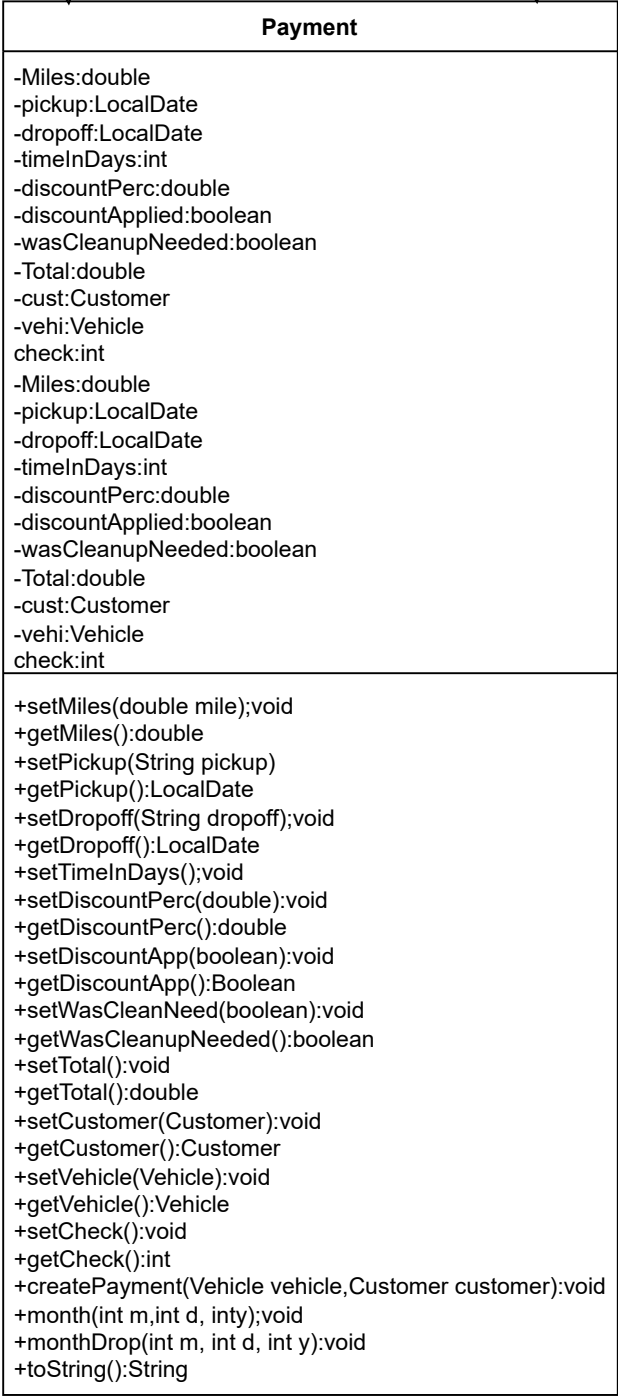 Payment
-Miles:double
-pickup:LocalDate
-dropoff:LocalDate
-timeInDays:int
-discountPerc:double
-discountApplied:boolean
-wasCleanupNeeded:boolean
-Total:double
-cust:Customer
-vehi:Vehicle
check:int
-Miles:double
-pickup:LocalDate
-dropoff:LocalDate
-timeInDays:int
-discountPerc:double
-discountApplied:boolean
-wasCleanupNeeded:boolean
-Total:double
-cust:Customer
-vehi:Vehicle
check:int
+setMiles(double mile);void
+getMiles():double
+setPickup(String pickup)
+getPickup():LocalDate
+setDropoff(String dropoff);void
+getDropoff():LocalDate
+setTimeInDays();void
+setDiscountPerc(double):void
+getDiscountPerc():double
+setDiscountApp(boolean):void
+getDiscountApp():Boolean
+setWasCleanNeed(boolean):void
+getWasCleanupNeeded():boolean
+setTotal():void
+getTotal():double
+setCustomer(Customer):void
+getCustomer():Customer
+setVehicle(Vehicle):void
+getVehicle():Vehicle
+setCheck():void
+getCheck():int
+createPayment(Vehicle vehicle,Customer customer):void
+month(int m,int d, inty);void
+monthDrop(int m, int d, int y):void
+toString():String